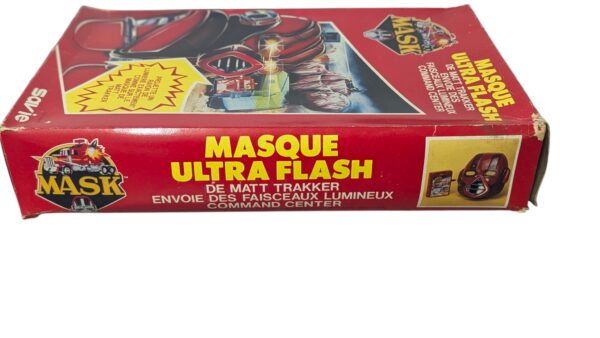 savie
MASK
MASQUE
ULTRA FLASH
DE MATT TRAKKER
ENVOIE DES
FAISCEAUX LUMINEUX
COMMAND CENTER
MASK
MASQUE
ULTRA FLASH
DE MATT TRAKKER
ENVOIE DES FAISCEAUX LUMINEUX
COMMAND CENTER